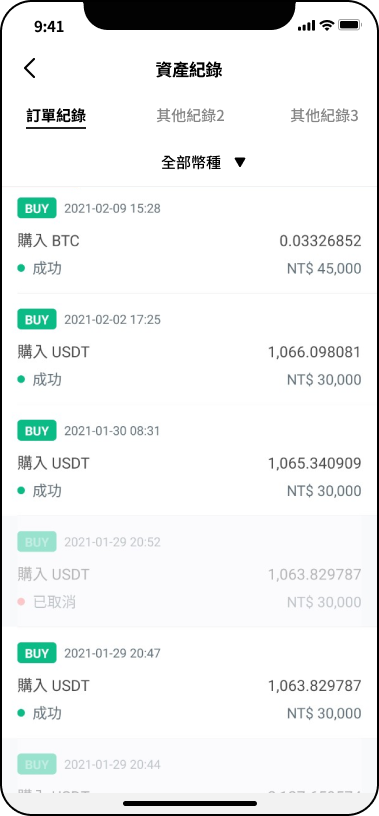 9:41
資產紀錄
訂單紀錄 其他紀錄2 其他紀錄3
全部幣種 ▼
BUY 2021-02-09 15:28
購入 BTC 0.03326852
成功 NT$ 45,000
BUY 2021-02-02 17:25
購入 USDT 1,066.098081
成功 NT$ 30,000
BUY 2021-01-30 08:31
購入 USDT 1,065.340909
成功 NT$ 30,000
BUY 2021-01-29 20:52
購入 USDT 1,063.829787
已取消 NT$ 30,000
BUY 2021-01-29 20:47
購入 USDT 1,063.829787
成功 NT$ 30,000
BUY 2021-01-29 20:44
購入 USDT